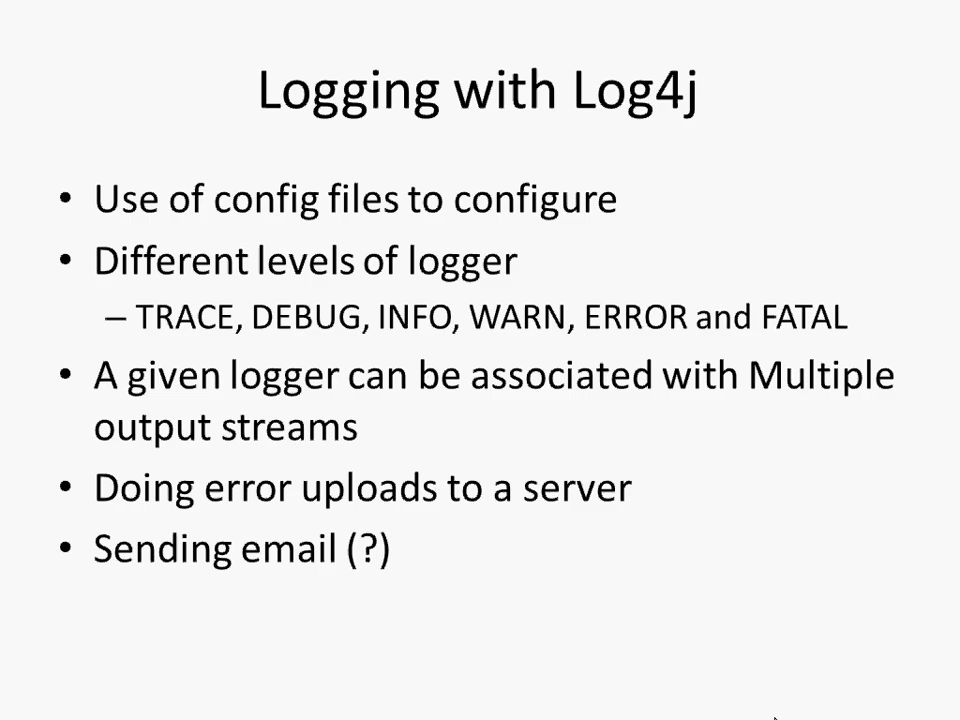 Logging with Log4j
• Use of config files to configure
• Different levels of logger
– TRACE, DEBUG, INFO, WARN, ERROR and FATAL
• A given logger can be associated with Multiple
output streams
• Doing error uploads to a server
• Sending email (?)